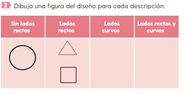 2. Dibuja una figura del diseño para cada descripción.
Sin lados rectos
Lados rectos
Lados curvos
Lados rectos y curvos